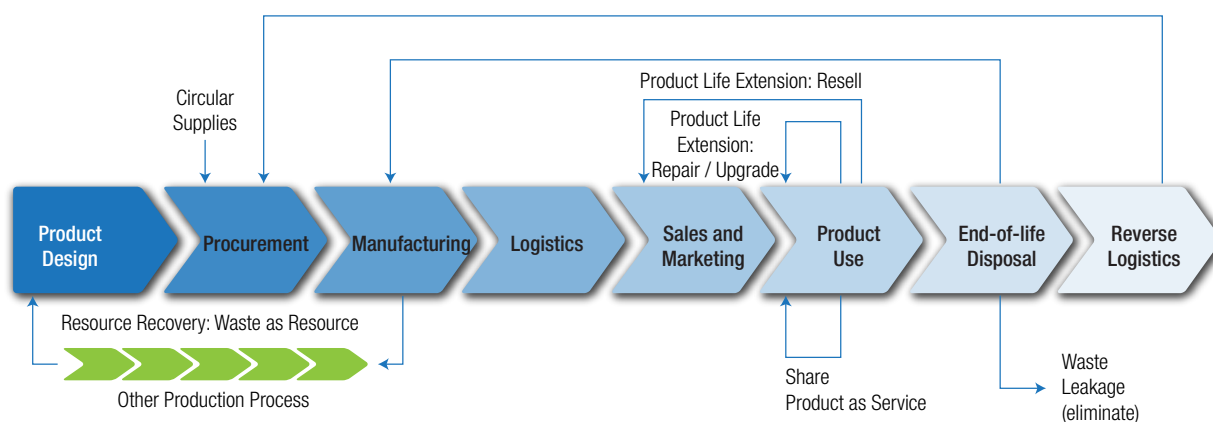 Product Life Extension: Resell
Circular
Supplies
Product Life
Extension:
Repair / Upgrade
Product
Design
Procurement
Manufacturing
Logistics
Sales and
Marketing
Product
Use
End-of-life
Disposal
Reverse
Logistics
Resource Recovery: Waste as Resource
Other Production Process
Share
Product as Service
Waste
Leakage
(eliminate)